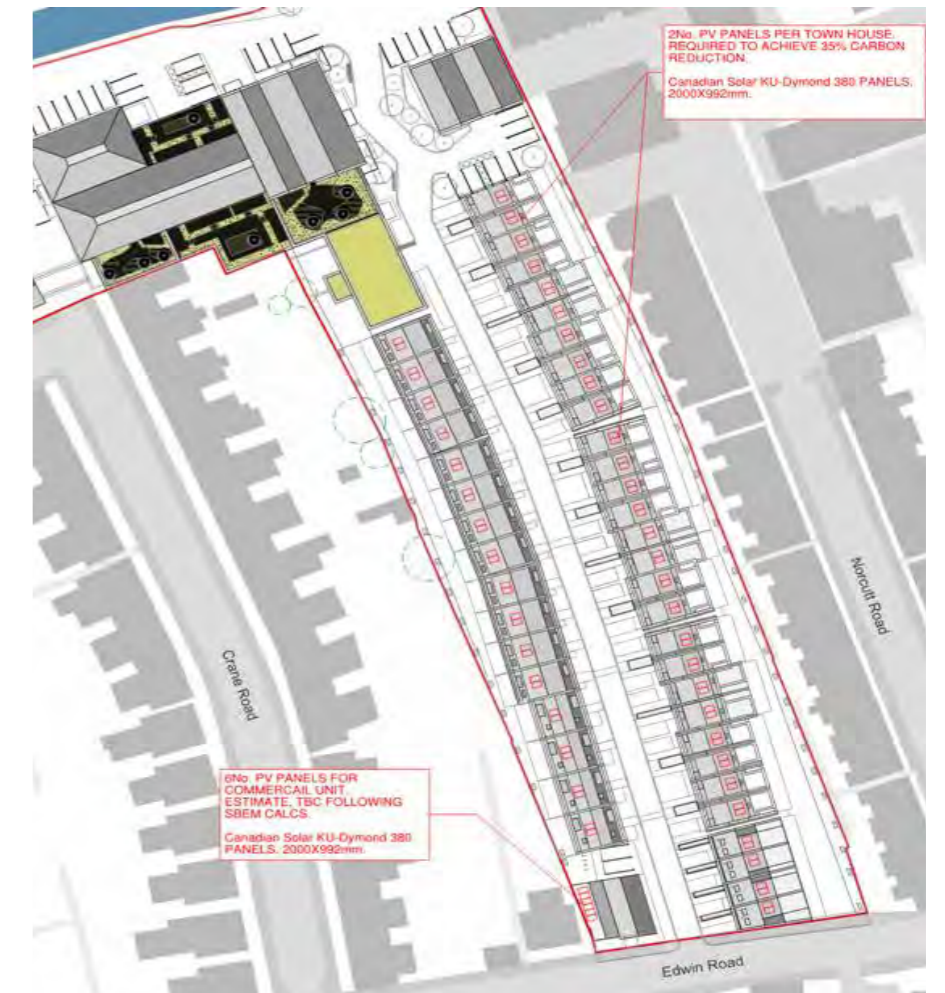 2No. PV PANELS PER TOWN HOUSE.
REQUIRED TO ACHIEVE 35% CARBON
REDUCTION.
Canadian Solar KU-Dymond 380 PANELS.
2000X992mm.
Norcutt Road
Crane Road
6No. PV PANELS FOR
COMMERCAIL UNIT.
ESTIMATE, TBC FOLLOWING
SBEM CALCS.
Canadian Solar KU-Dymond 380
PANELS. 2000X992mm.
Edwin Road